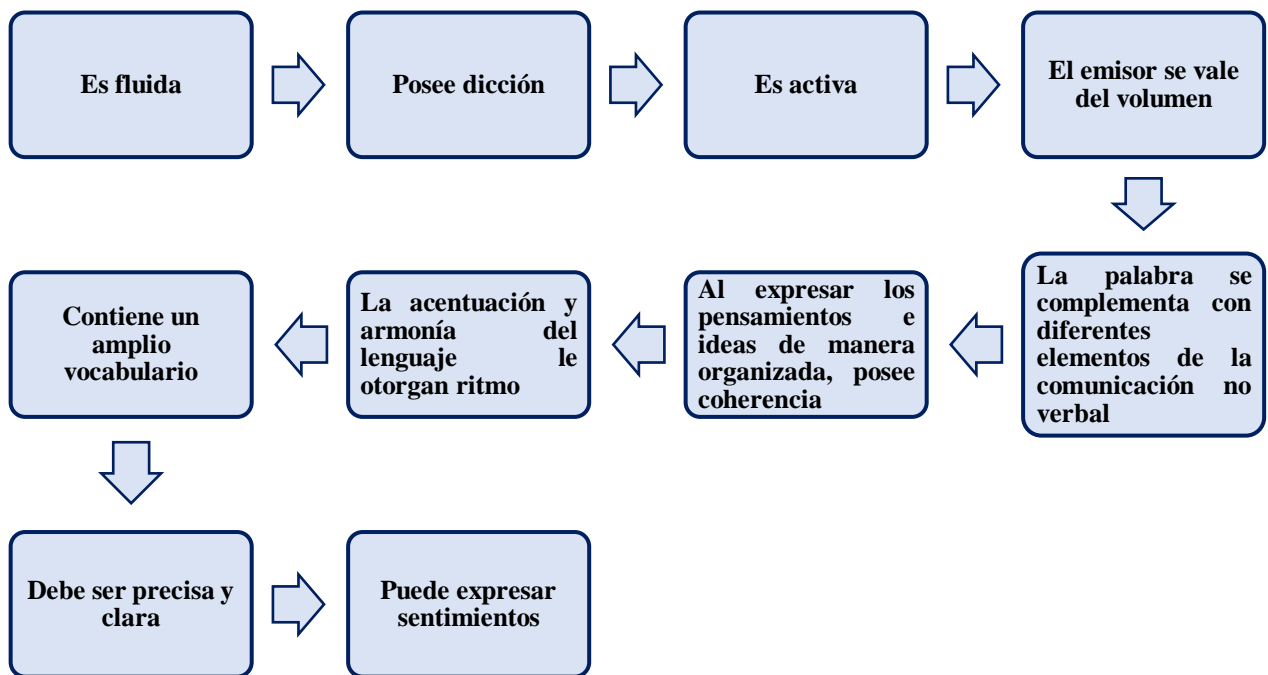 Es fluida
Posee dicción
Es activa
El emisor se vale
del volumen
La palabra se
complementa con
diferentes
elementos de la
comunicación no
verbal
Al expresar los
pensamientos e
ideas de manera
organizada, posee
coherencia
La acentuación y
armonía del
lenguaje le
otorgan ritmo
Contiene un
amplio
vocabulario
Debe ser precisa y
clara
Puede expresar
sentimientos